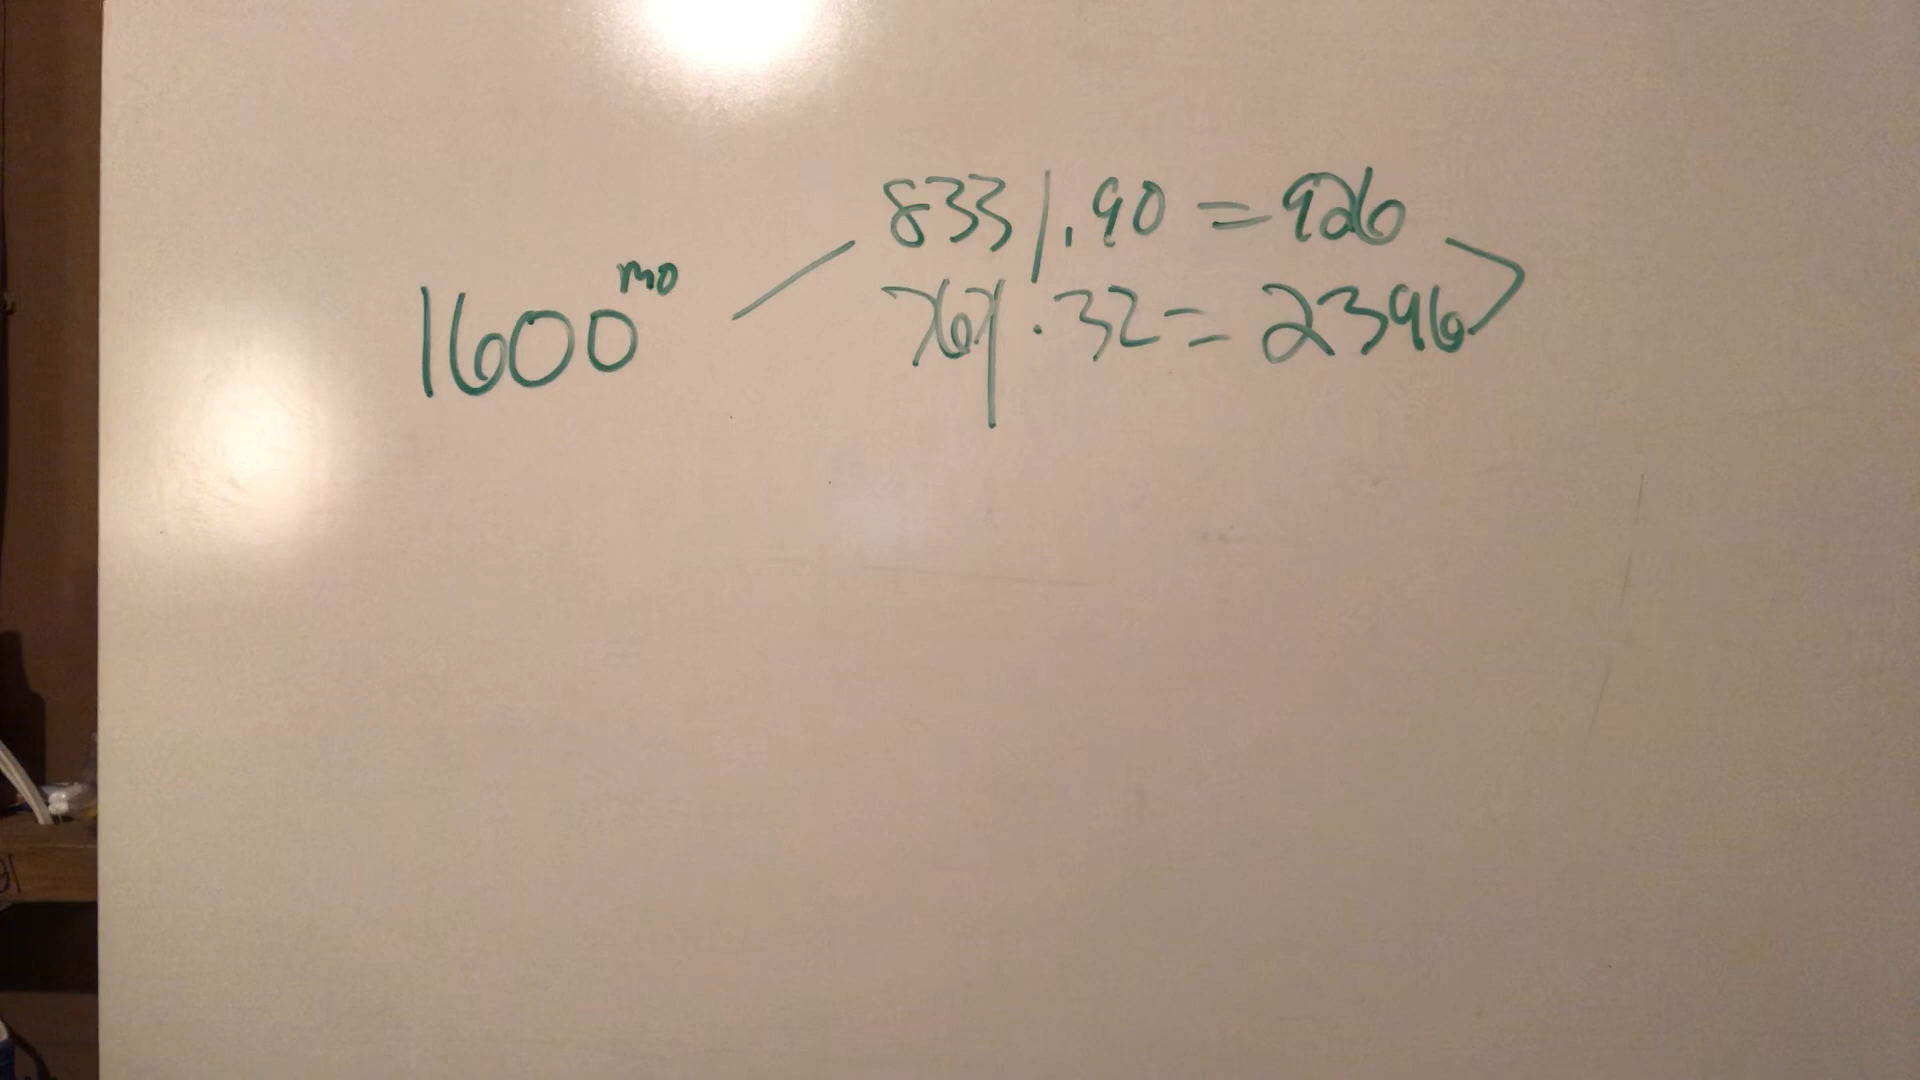 1600 mo
833/.90 = 926
767/.32 = 2396